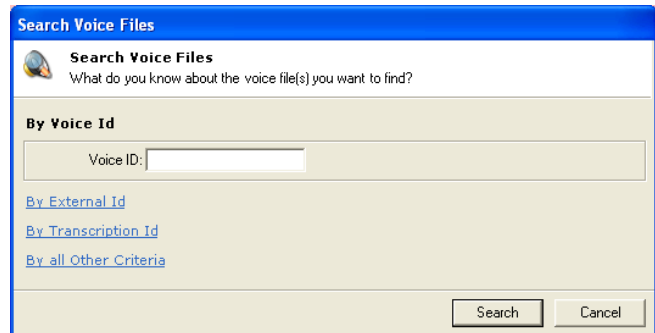 Search Voice Files
Search Voice Files
What do you know about the voice file(s) you want to find?
By Voice Id
Voice ID:
By External Id
By Transcription Id
By all Other Criteria
Search Cancel